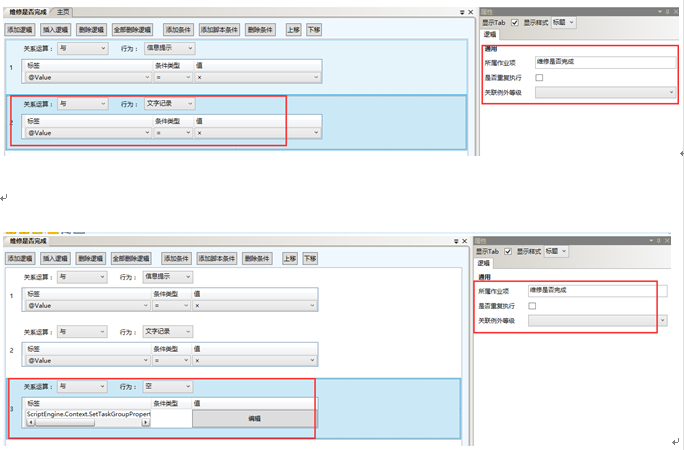 维修是否完成 主页
添加逻辑 插入逻辑 删除逻辑 全部删除逻辑 添加条件 添加脚本条件 删除条件 上移 下移
关系运算： 与 行为： 信息提示
1
标签 条件类型 值
@Value = ×
关系运算： 与 行为： 文字记录
2
标签 条件类型 值
@Value = ×
属性
显示Tab 显示样式 标题
逻辑
通用
所属作业项 维修是否完成
是否重复执行
关联例外等级
维修是否完成
添加逻辑 插入逻辑 删除逻辑 全部删除逻辑 添加条件 添加脚本条件 删除条件 上移 下移
关系运算： 与 行为： 信息提示
1
标签 条件类型 值
@Value = ×
关系运算： 与 行为： 文字记录
2
标签 条件类型 值
@Value = ×
关系运算： 与 行为： 空
3
标签 条件类型 值
ScriptEngine.Context.SetTaskGroupPropert 编辑
属性
显示Tab 显示样式 标题
逻辑
通用
所属作业项 维修是否完成
是否重复执行
关联例外等级